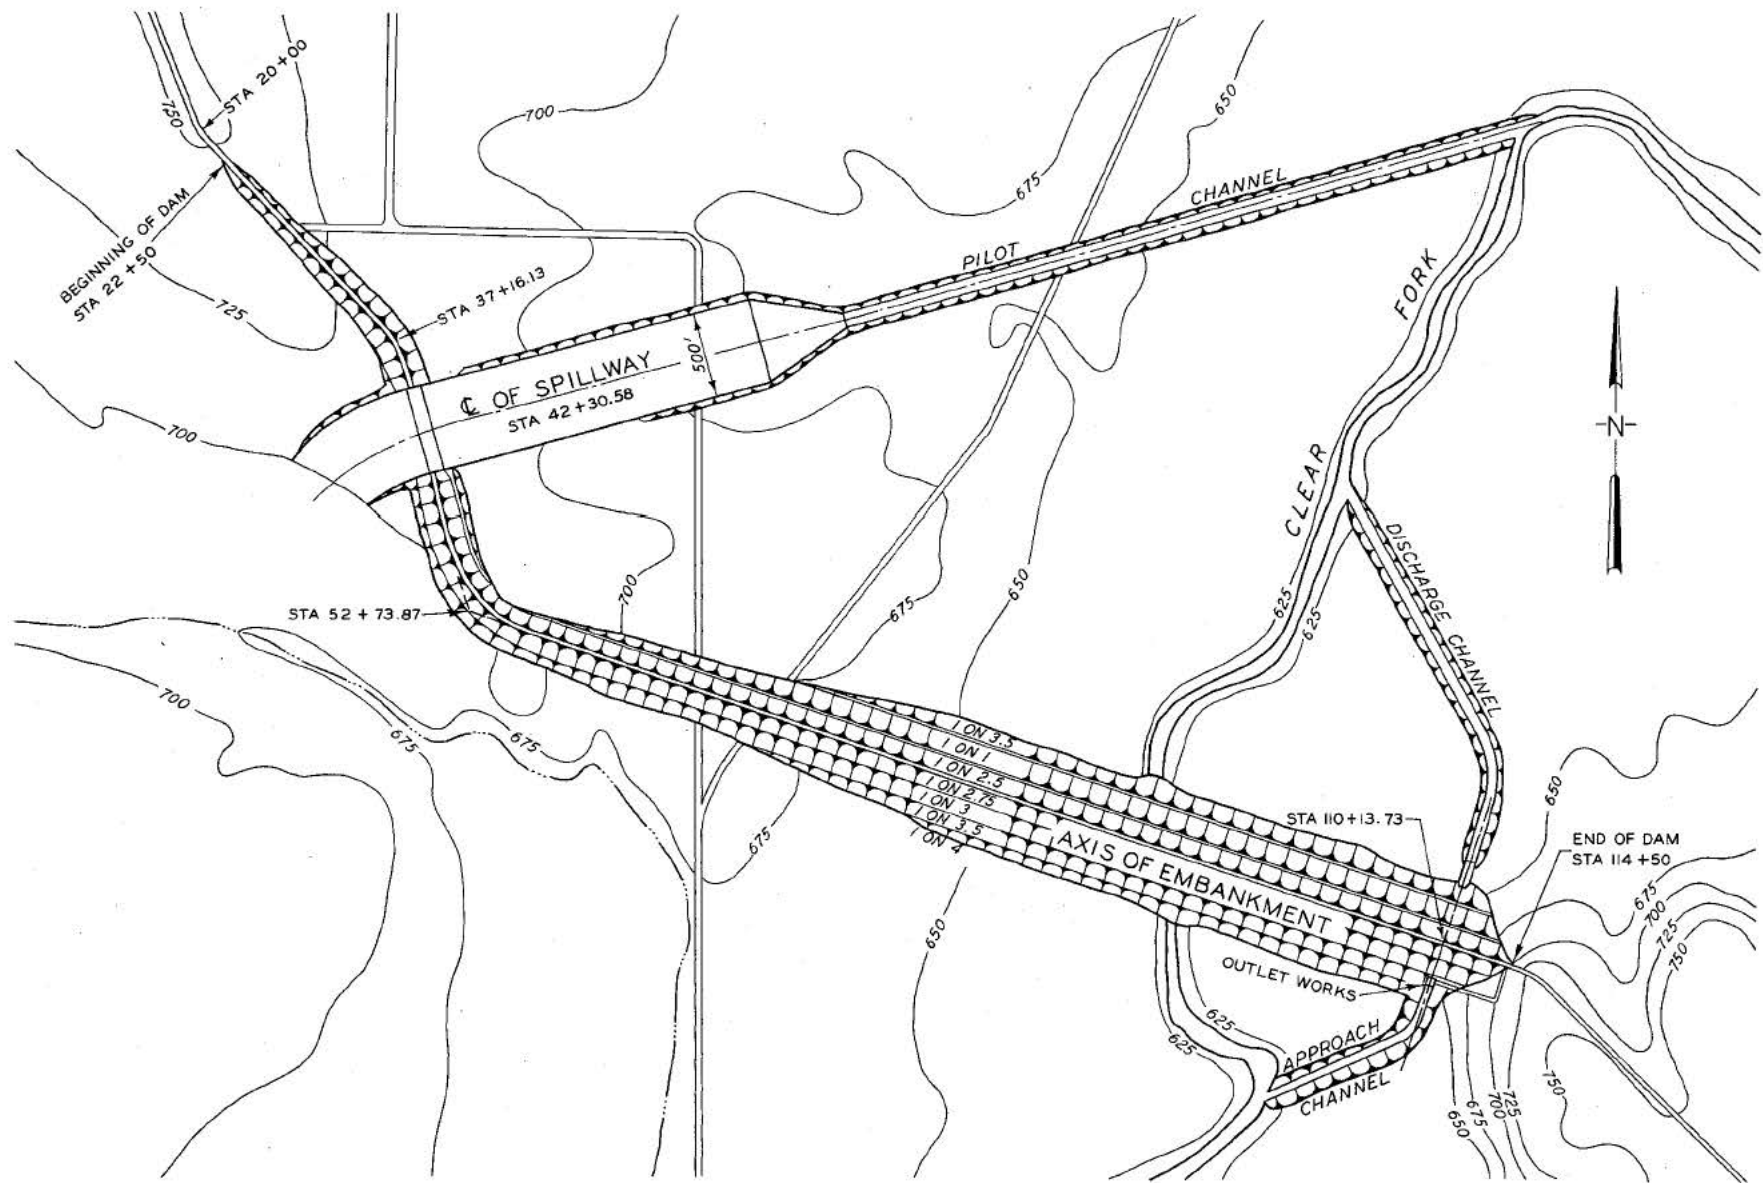 STA 20+00
750
700
650
BEGINNING OF DAM
STA 22 +50
725
STA 37+16.13
675
CHANNEL
PILOT
500'
℄ OF SPILLWAY
STA 42+30.58
700
CLEAR FORK
-N-
DISCHARGE CHANNEL
STA 52 + 73.87
700
675
650
625
625
700
675
675
675
1 ON 3.5
1 ON 1
1 ON 2.5
1 ON 2.75
1 ON 3
1 ON 3.5
1 ON 4
AXIS OF EMBANKMENT
STA 110+13.73
650
END OF DAM
STA 114 +50
675
700
725
750
650
OUTLET WORKS
625
625
APPROACH
CHANNEL
650
675
700
725
750